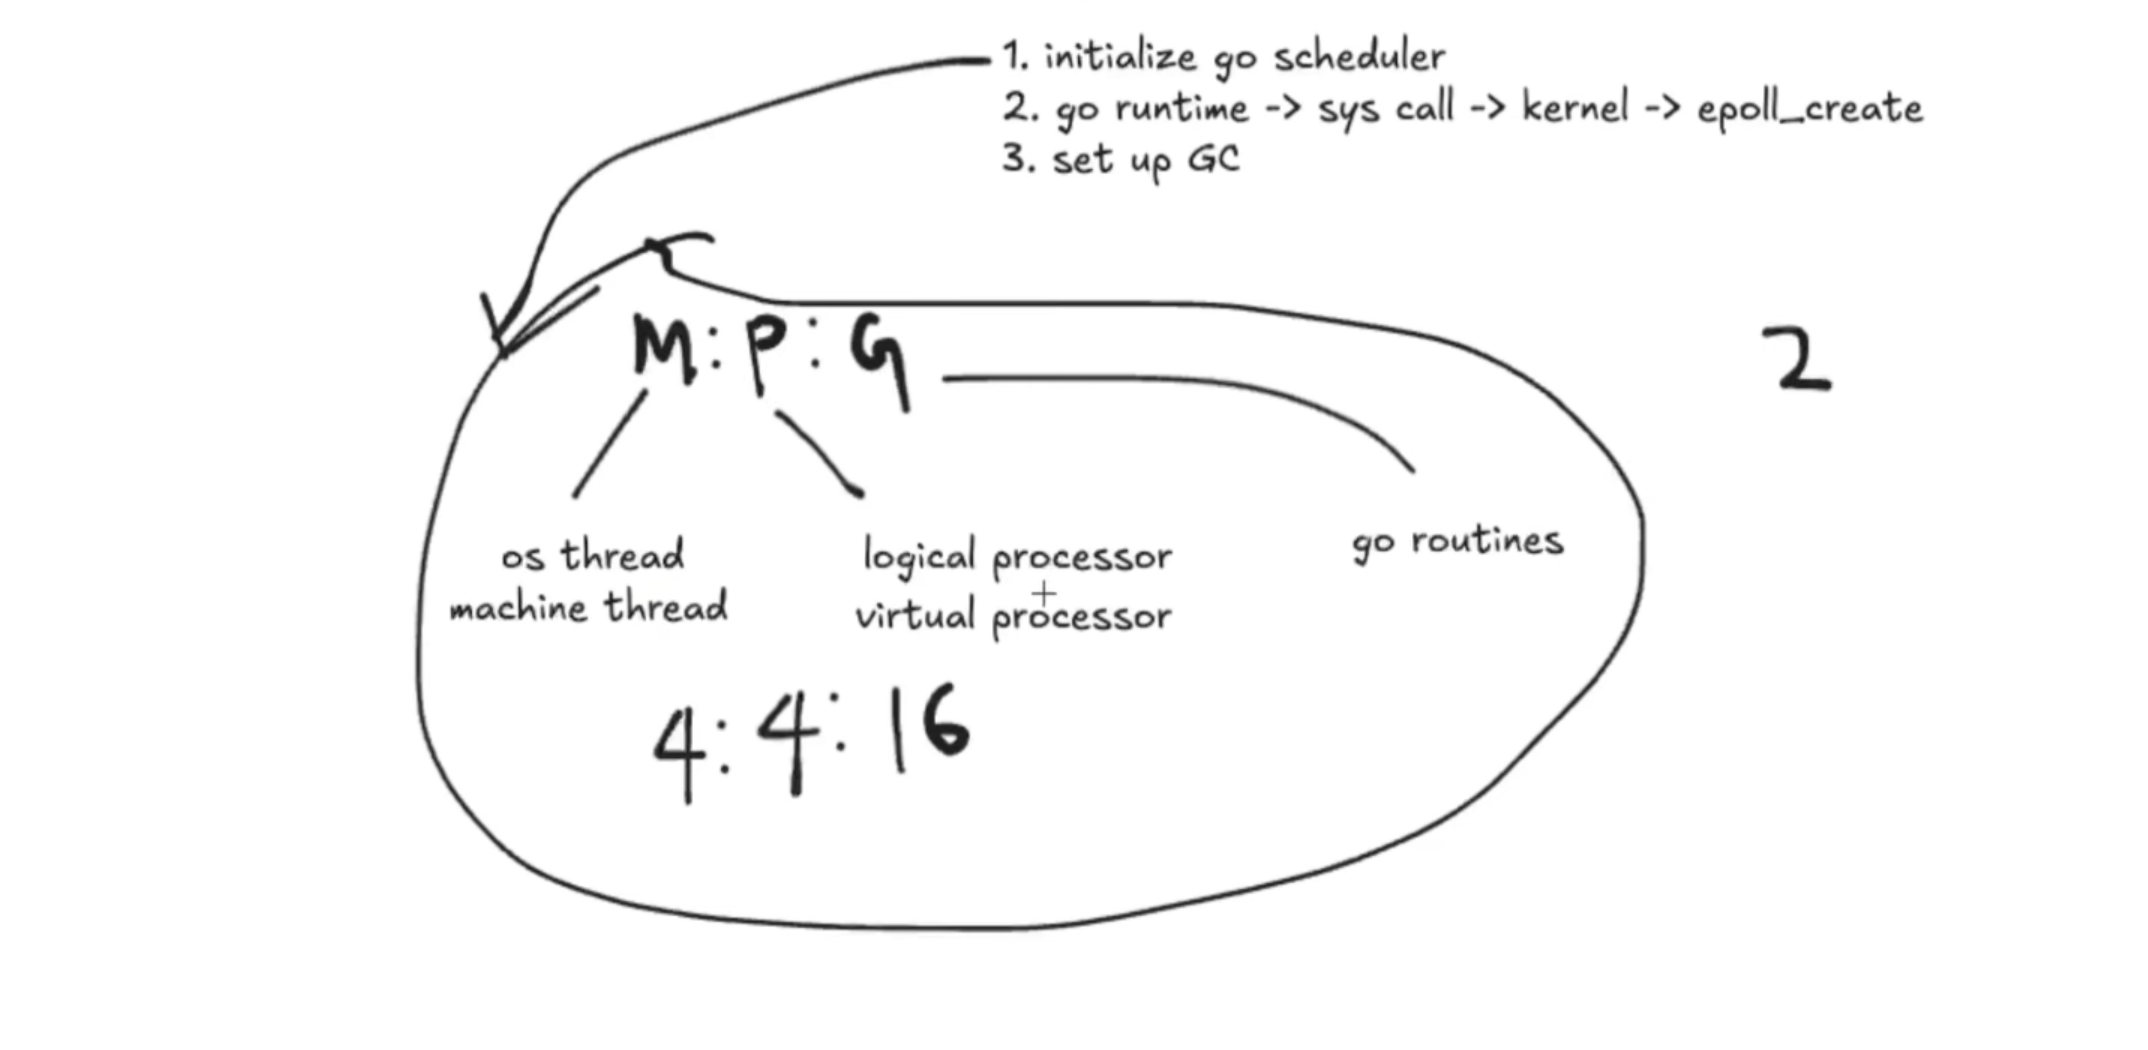 1. initialize go scheduler
2. go runtime -> sys call -> kernel -> epoll_create
3. set up GC
M : P : G
2
os thread
machine thread
logical processor
+
virtual processor
go routines
4 : 4 : 16